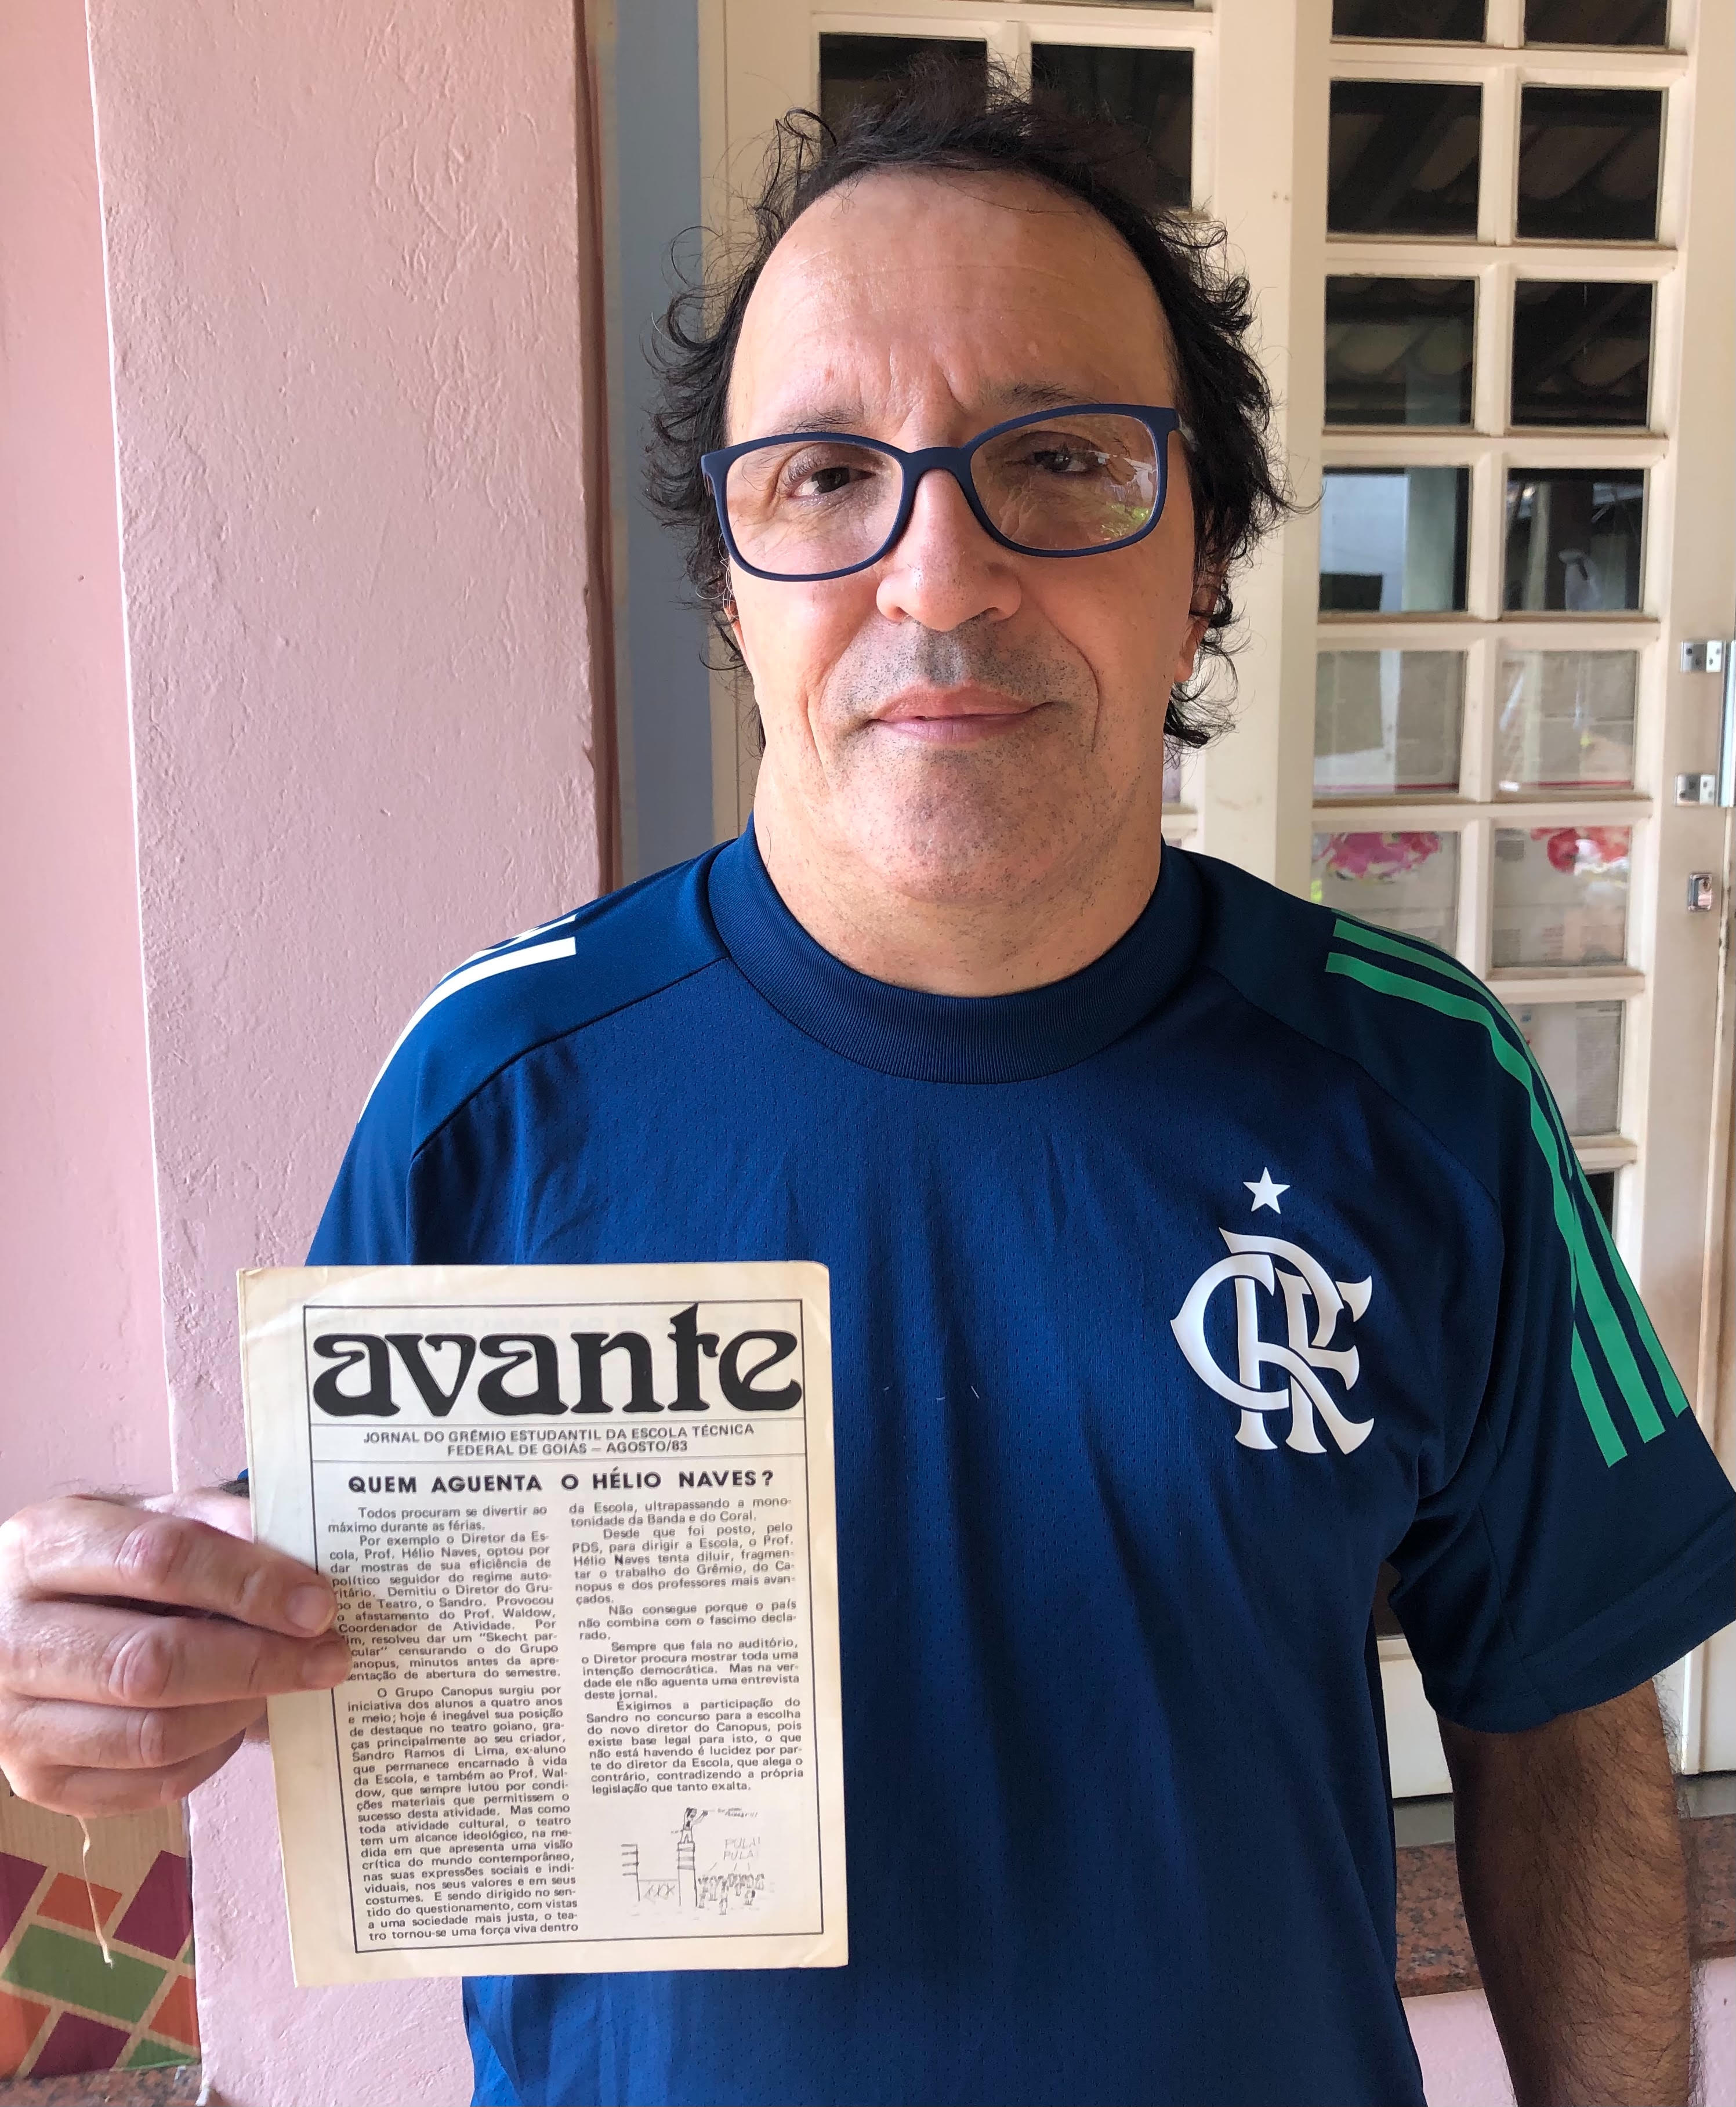 avante
JORNAL DO GRÊMIO ESTUDANTIL DA ESCOLA TÉCNICA
FEDERAL DE GOIÁS — AGOSTO/83
QUEM AGUENTA O HÉLIO NAVES?
Todos procuram se divertir ao
máximo durante as férias.
Por exemplo o Diretor da Es-
cola, Prof. Hélio Naves, optou por
dar mostras de sua eficiência de
político seguidor do regime auto-
ritário. Demitiu o Diretor do Gru-
po de Teatro, o Sandro. Provocou
o afastamento do Prof. Waldow,
Coordenador de Atividade. Por
im, resolveu dar um "Skecht par-
cular" censurando o do Grupo
anopus, minutos antes da apre-
entação de abertura do semestre.
O Grupo Canopus surgiu por
iniciativa dos alunos a quatro anos
e meio; hoje é inegável sua posição
de destaque no teatro goiano, gra-
ças principalmente ao seu criador,
Sandro Ramos di Lima, ex-aluno
que permanece encarnado à vida
da Escola, e também ao Prof. Wal-
dow, que sempre lutou por condi-
ções materiais que permitissem o
sucesso desta atividade. Mas como
toda atividade cultural, o teatro
tem um alcance ideológico, na me-
dida em que apresenta uma visão
crítica do mundo contemporâneo,
nas suas expressões sociais e indi-
viduais, nos seus valores e em seus
costumes. E sendo dirigido no sen-
tido do questionamento, com vistas
a uma sociedade mais justa, o tea-
tro tornou-se uma força viva dentro
da Escola, ultrapassando a mono-
tonidade da Banda e do Coral.
Desde que foi posto, pelo
PDS, para dirigir a Escola, o Prof.
Hélio Naves tenta diluir, fragmen-
tar o trabalho do Grêmio, do Ca-
nopus e dos professores mais avan-
çados.
Não consegue porque o país
não combina com o fascimo decla-
rado.
Sempre que fala no auditório,
o Diretor procura mostrar toda uma
intenção democrática. Mas na ver-
dade ele não aguenta uma entrevista
deste jornal.
Exigimos a participação do
Sandro no concurso para a escolha
do novo diretor do Canopus, pois
existe base legal para isto, o que
não está havendo é lucidez por par-
te do diretor da Escola, que alega o
contrário, contradizendo a própria
legislação que tanto exalta.
PULA!
PULA!
CRF